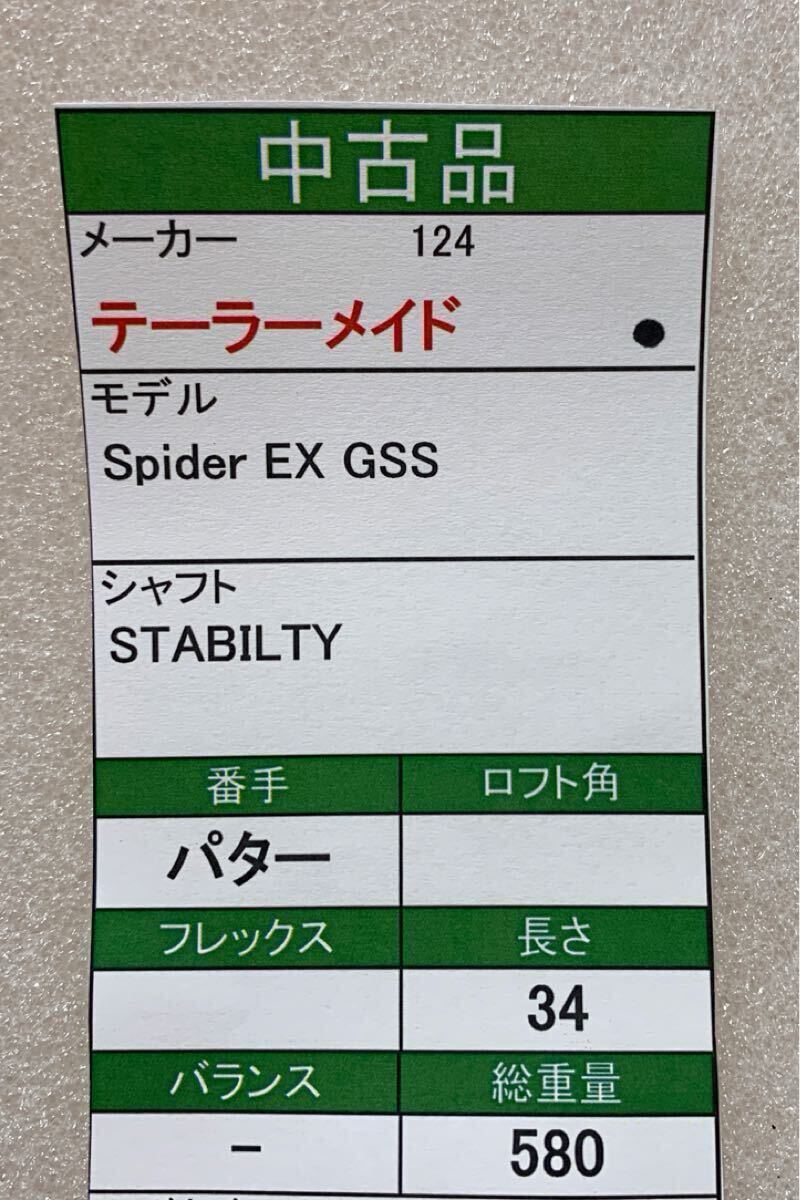 中古品
メーカー 124
テーラーメイド ●
モデル
Spider EX GSS
シャフト
STABILTY
番手 ロフト角
パター
フレックス 長さ
34
バランス 総重量
- 580